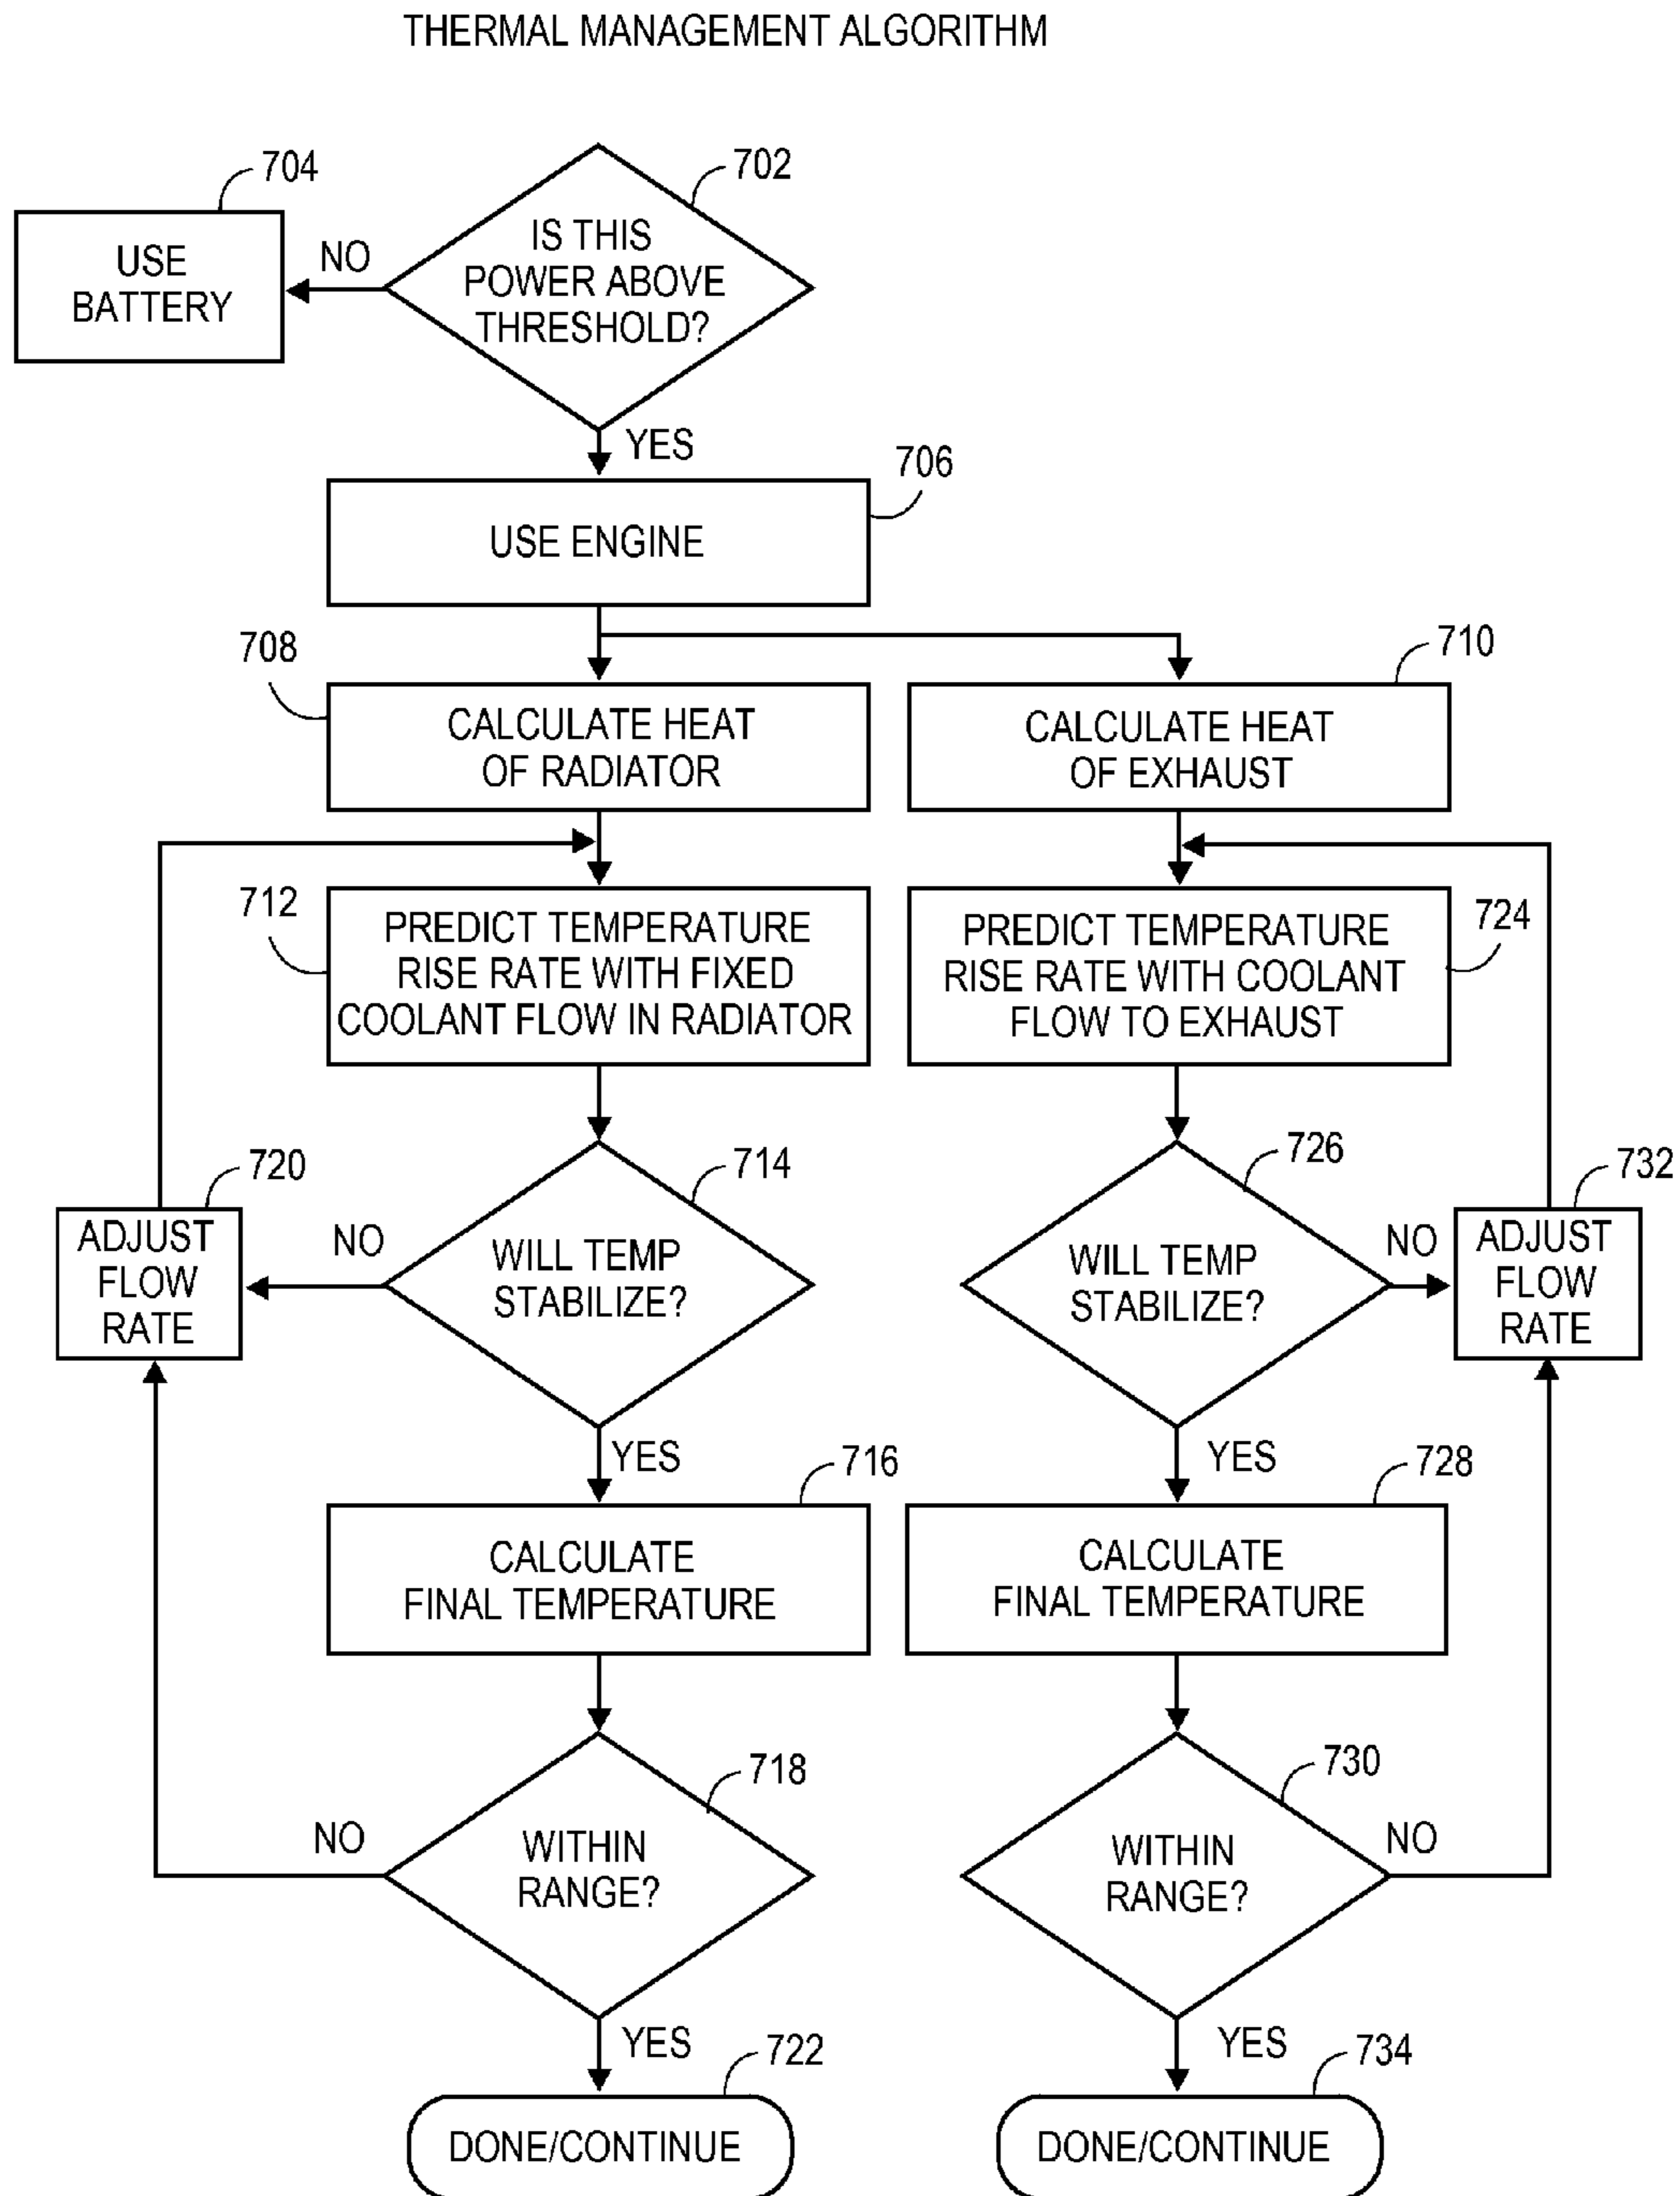 THERMAL MANAGEMENT ALGORITHM
704
702
USE
BATTERY
NO
IS THIS
POWER ABOVE
THRESHOLD?
YES
706
USE ENGINE
708
710
CALCULATE HEAT
OF RADIATOR
CALCULATE HEAT
OF EXHAUST
712
PREDICT TEMPERATURE
RISE RATE WITH FIXED
COOLANT FLOW IN RADIATOR
724
PREDICT TEMPERATURE
RISE RATE WITH COOLANT
FLOW TO EXHAUST
720
714
726
732
ADJUST
FLOW
RATE
NO
WILL TEMP
STABILIZE?
WILL TEMP
STABILIZE?
NO
ADJUST
FLOW
RATE
YES
716
YES
728
CALCULATE
FINAL TEMPERATURE
CALCULATE
FINAL TEMPERATURE
718
730
NO
WITHIN
RANGE?
WITHIN
RANGE?
NO
YES
722
YES
734
DONE/CONTINUE
DONE/CONTINUE